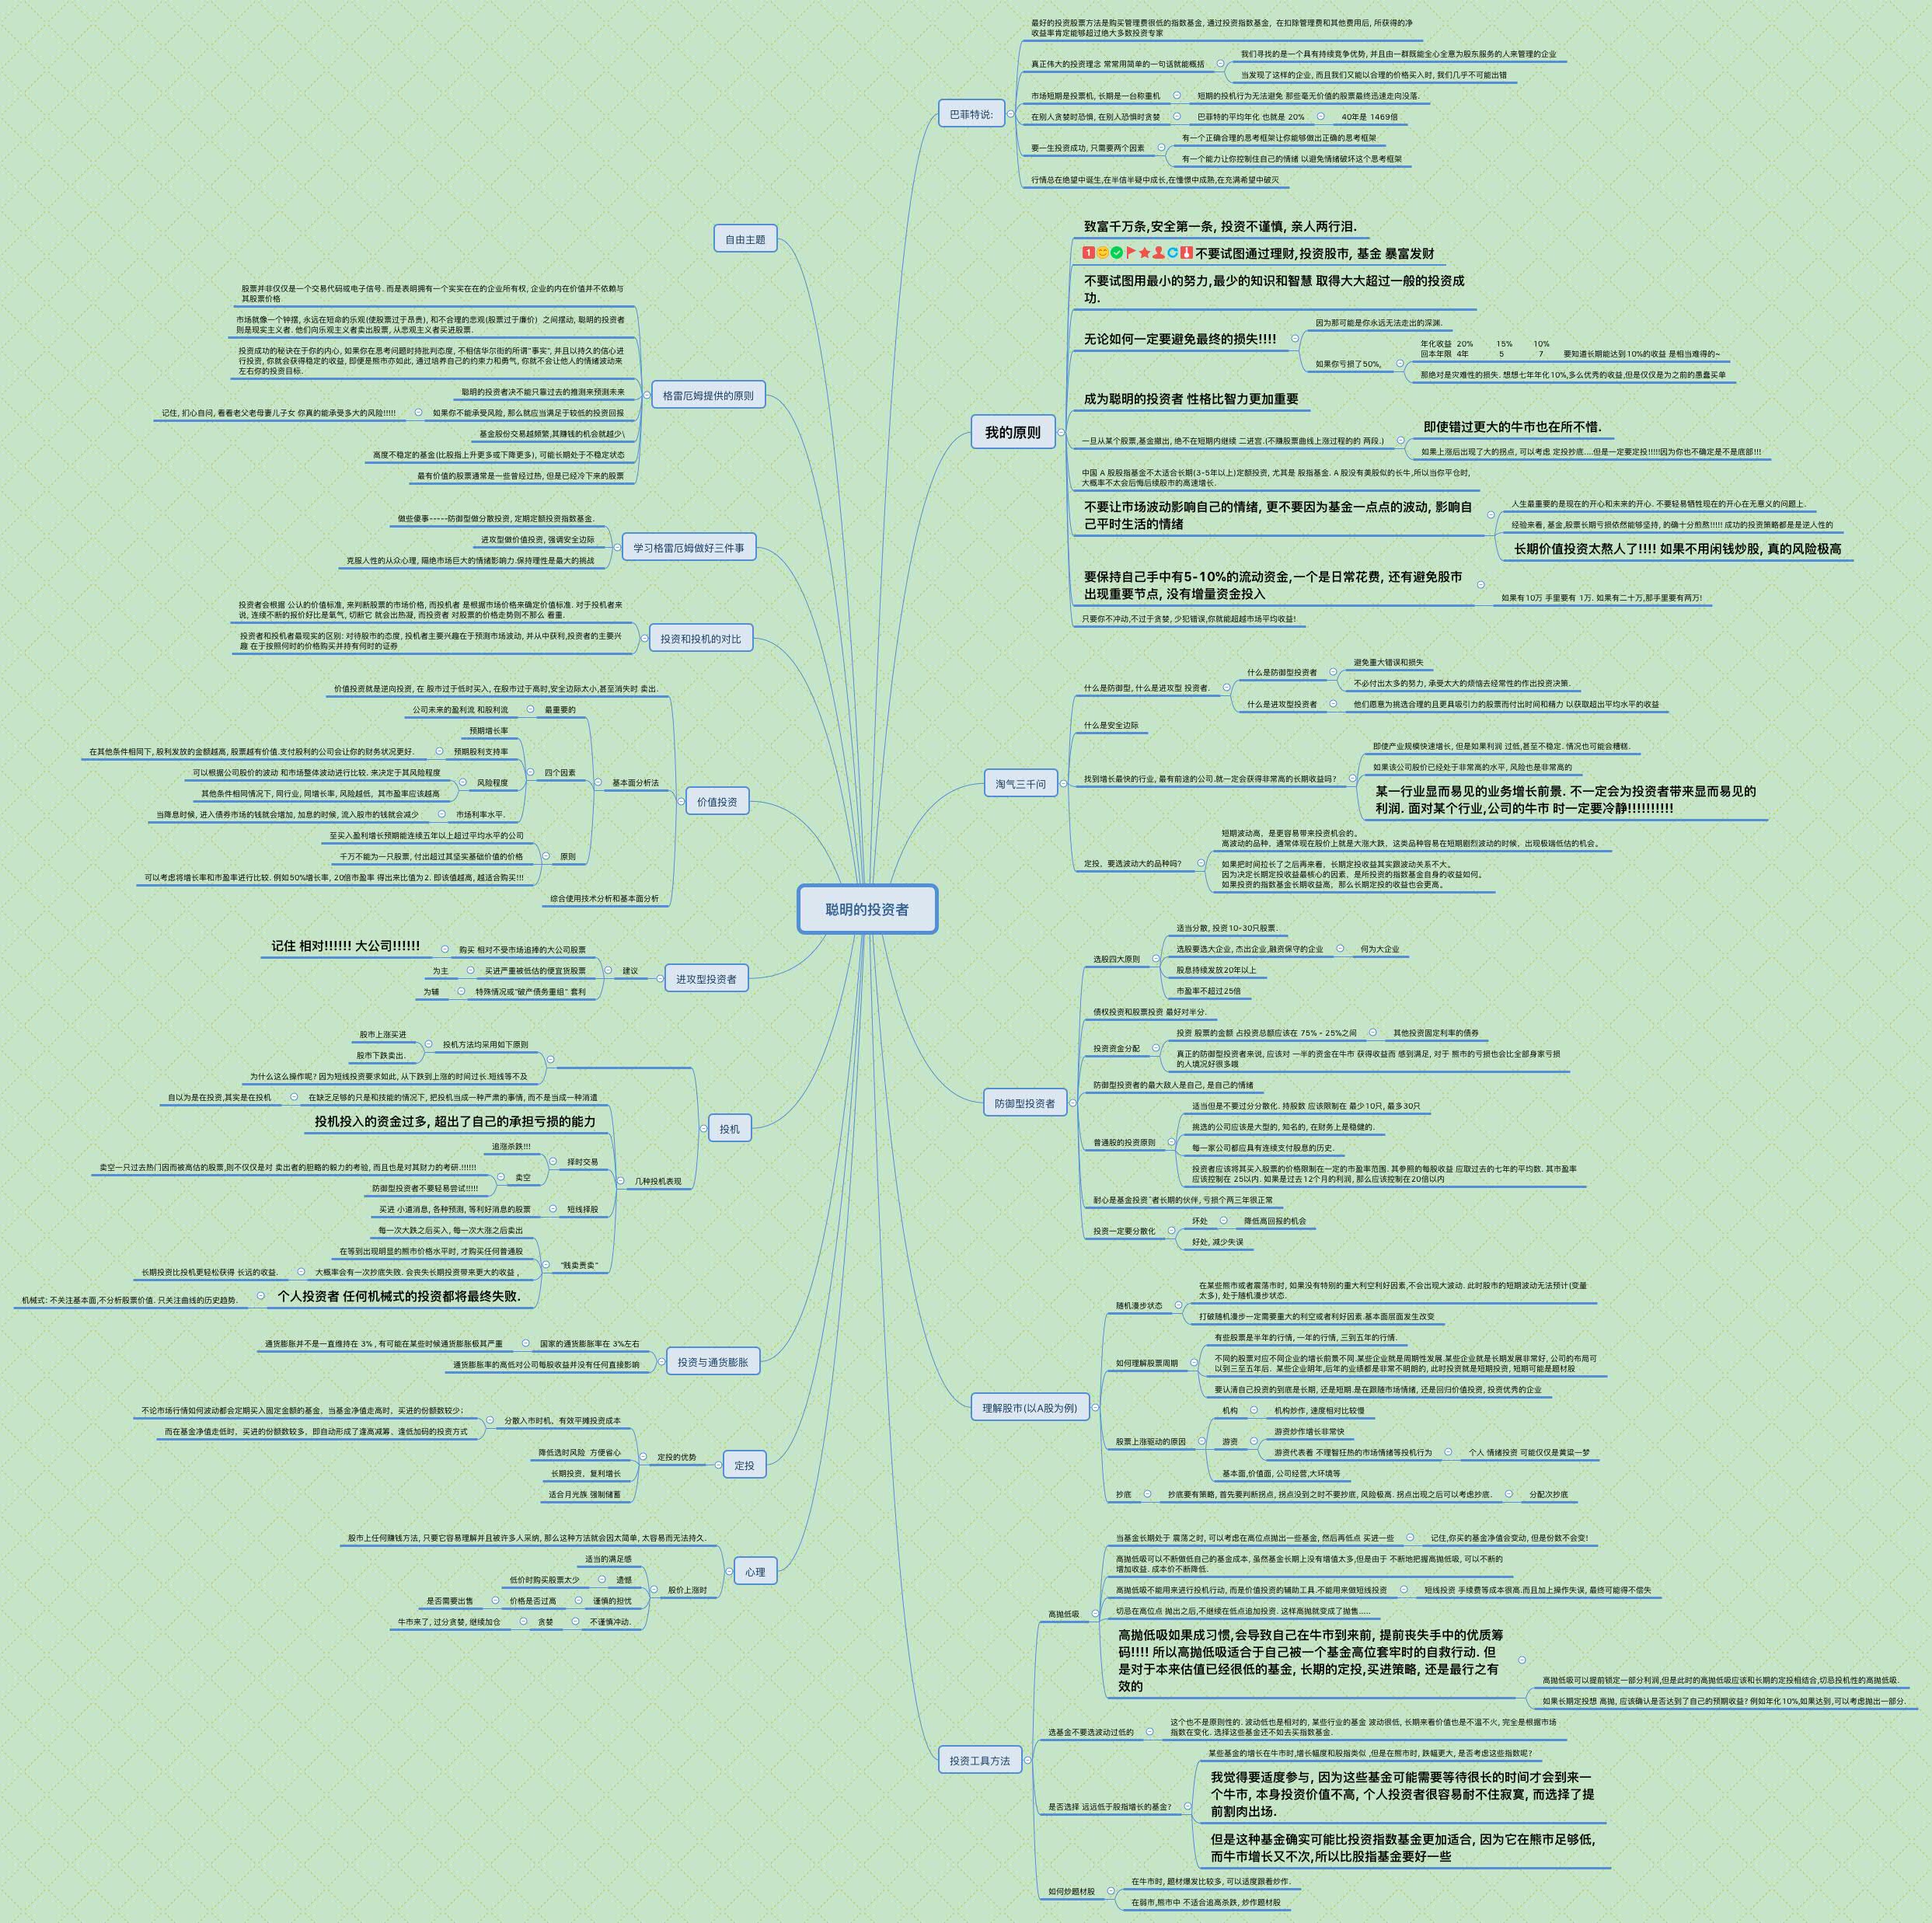 聪明的投资者
巴菲特说:
最好的投资股票方法是购买管理费很低的指数基金, 通过投资指数基金, 在扣除管理费和其他费用后, 所获得的净
收益率肯定能够超过绝大多数投资专家
真正伟大的投资理念 常常用简单的一句话就能概括
我们寻找的是一个具有持续竞争优势, 并且由一群既能全心全意为股东服务的人来管理的企业
当发现了这样的企业, 而且我们又能以合理的价格买入时, 我们几乎不可能出错
市场短期是投票机, 长期是一台称重机
短期的投机行为无法避免 那些毫无价值的股票最终迅速走向没落.
在别人贪婪时恐惧, 在别人恐惧时贪婪
巴菲特的平均年化 也就是 20%
40年是 1469倍
要一生投资成功, 只需要两个因素
有一个正确合理的思考框架让你能够做出正确的思考框架
有一个能力让你控制住自己的情绪 以避免情绪破坏这个思考框架
行情总在绝望中诞生,在半信半疑中成长,在憧憬中成熟,在充满希望中破灭
我的原则
致富千万条,安全第一条, 投资不谨慎, 亲人两行泪.
1 不要试图通过理财,投资股市, 基金 暴富发财
不要试图用最小的努力,最少的知识和智慧 取得大大超过一般的投资成
功.
无论如何一定要避免最终的损失!!!!
因为那可能是你永远无法走出的深渊.
如果你亏损了50%,
年化收益 20% 15% 10%
回本年限 4年 5 7 要知道长期能达到10%的收益 是相当难得的~
那绝对是灾难性的损失. 想想七年年化10%,多么优秀的收益,但是仅仅是为之前的愚蠢买单
成为聪明的投资者 性格比智力更加重要
一旦从某个股票,基金撤出, 绝不在短期内继续 二进宫.(不赚股票曲线上涨过程的的 两段.)
即使错过更大的牛市也在所不惜.
如果上涨后出现了大的拐点, 可以考虑 定投抄底....但是一定要定投!!!!!因为你也不确定是不是底部!!!
中国 A 股股指基金不太适合长期(3-5年以上)定额投资, 尤其是 股指基金. A 股没有美股似的长牛,所以当你平仓时,
大概率不太会后悔后续股市的高速增长.
不要让市场波动影响自己的情绪, 更不要因为基金一点点的波动, 影响自
己平时生活的情绪
人生最重要的是现在的开心和未来的开心. 不要轻易牺牲现在的开心在无意义的问题上.
经验来看, 基金,股票长期亏损依然能够坚持, 的确十分煎熬!!!!! 成功的投资策略都是是逆人性的
长期价值投资太熬人了!!!! 如果不用闲钱炒股, 真的风险极高
要保持自己手中有5-10%的流动资金,一个是日常花费, 还有避免股市
出现重要节点, 没有增量资金投入
如果有10万 手里要有 1万. 如果有二十万,那手里要有两万!
只要你不冲动,不过于贪婪, 少犯错误,你就能超越市场平均收益!
淘气三千问
什么是防御型, 什么是进攻型 投资者.
什么是防御型投资者
避免重大错误和损失
不必付出太多的努力, 承受太大的烦恼去经常性的作出投资决策.
什么是进攻型投资者
他们愿意为挑选合理的且更具吸引力的股票而付出时间和精力 以获取超出平均水平的收益
什么是安全边际
找到增长最快的行业, 最有前途的公司.就一定会获得非常高的长期收益吗?
即使产业规模快速增长, 但是如果利润 过低,甚至不稳定. 情况也可能会糟糕.
如果该公司股价已经处于非常高的水平, 风险也是非常高的
某一行业显而易见的业务增长前景. 不一定会为投资者带来显而易见的
利润. 面对某个行业,公司的牛市 时一定要冷静!!!!!!!!!!
定投，要选波动大的品种吗?
短期波动高，是更容易带来投资机会的。
高波动的品种，通常体现在股价上就是大涨大跌，这类品种容易在短期剧烈波动的时候，出现极端低估的机会。
如果把时间拉长了之后再来看，长期定投收益其实跟波动关系不大。
因为决定长期定投收益最核心的因素，是所投资的指数基金自身的收益如何。
如果投资的指数基金长期收益高，那么长期定投的收益也会更高。
防御型投资者
选股四大原则
适当分散, 投资10-30只股票.
选股要选大企业, 杰出企业,融资保守的企业
何为大企业
股息持续发放20年以上
市盈率不超过25倍
债权投资和股票投资 最好对半分.
投资资金分配
投资 股票的金额 占投资总额应该在 75% - 25%之间
其他投资固定利率的债券
真正的防御型投资者来说, 应该对 一半的资金在牛市 获得收益而 感到满足, 对于 熊市的亏损也会比全部身家亏损
的人境况好很多哦
防御型投资者的最大敌人是自己, 是自己的情绪
普通股的投资原则
适当但是不要过分分散化. 持股数 应该限制在 最少10只, 最多30只
挑选的公司应该是大型的, 知名的, 在财务上是稳健的.
每一家公司都应具有连续支付股息的历史.
投资者应该将其买入股票的价格限制在一定的市盈率范围. 其参照的每股收益 应取过去的七年的平均数. 其市盈率
应该控制在 25以内. 如果是过去12个月的利润, 那么应该控制在20倍以内
耐心是基金投资`者长期的伙伴, 亏损个两三年很正常
投资一定要分散化
坏处
降低高回报的机会
好处, 减少失误
理解股市(以A股为例)
随机漫步状态
在某些熊市或者震荡市时, 如果没有特别的重大利空利好因素,不会出现大波动. 此时股市的短期波动无法预计(变量
太多), 处于随机漫步状态.
打破随机漫步一定需要重大的利空或者利好因素.基本面层面发生改变
如何理解股票周期
有些股票是半年的行情, 一年的行情, 三到五年的行情.
不同的股票对应不同企业的增长前景不同.某些企业就是周期性发展.某些企业就是长期发展非常好, 公司的布局可
以到三至五年后. 某些企业明年,后年的业绩都是非常不明朗的, 此时投资就是短期投资, 短期可能是题材股
要认清自己投资的到底是长期, 还是短期.是在跟随市场情绪, 还是回归价值投资, 投资优秀的企业
股票上涨驱动的原因
机构
机构炒作, 速度相对比较慢
游资
游资炒作增长非常快
游资代表着 不理智狂热的市场情绪等投机行为
个人 情绪投资 可能仅仅是黄粱一梦
基本面,价值面, 公司经营,大环境等
抄底
抄底要有策略, 首先要判断拐点, 拐点没到之时不要抄底, 风险极高. 拐点出现之后可以考虑抄底.
分配次抄底
投资工具方法
高抛低吸
当基金长期处于 震荡之时, 可以考虑在高位点抛出一些基金, 然后再低点 买进一些
记住,你买的基金净值会变动, 但是份数不会变!
高抛低吸可以不断做低自己的基金成本, 虽然基金长期上没有增值太多,但是由于 不断地把握高抛低吸, 可以不断的
增加收益. 成本价不断降低.
高抛低吸不能用来进行投机行动, 而是价值投资的辅助工具.不能用来做短线投资
短线投资 手续费等成本很高.而且加上操作失误, 最终可能得不偿失
切忌在高位点 抛出之后,不继续在低点追加投资. 这样高抛就变成了抛售.....
高抛低吸如果成习惯,会导致自己在牛市到来前, 提前丧失手中的优质筹
码!!!! 所以高抛低吸适合于自己被一个基金高位套牢时的自救行动. 但
是对于本来估值已经很低的基金, 长期的定投,买进策略, 还是最行之有
效的
高抛低吸可以提前锁定一部分利润,但是此时的高抛低吸应该和长期的定投相结合,切忌投机性的高抛低吸.
如果长期定投想 高抛, 应该确认是否达到了自己的预期收益? 例如年化10%,如果达到,可以考虑抛出一部分.
选基金不要选波动过低的
这个也不是原则性的. 波动低也是相对的, 某些行业的基金 波动很低, 长期来看价值也是不温不火, 完全是根据市场
指数在变化. 选择这些基金还不如去买指数基金.
是否选择 远远低于股指增长的基金?
某些基金的增长在牛市时,增长幅度和股指类似 ,但是在熊市时, 跌幅更大, 是否考虑这些指数呢?
我觉得要适度参与, 因为这些基金可能需要等待很长的时间才会到来一
个牛市, 本身投资价值不高, 个人投资者很容易耐不住寂寞, 而选择了提
前割肉出场.
但是这种基金确实可能比投资指数基金更加适合, 因为它在熊市足够低,
而牛市增长又不次,所以比股指基金要好一些
如何炒题材股
在牛市时, 题材爆发比较多, 可以适度跟着炒作.
在弱市,熊市中 不适合追高杀跌, 炒作题材股
自由主题
格雷厄姆提供的原则
股票并非仅仅是一个交易代码或电子信号. 而是表明拥有一个实实在在的企业所有权, 企业的内在价值并不依赖与
其股票价格
市场就像一个钟摆, 永远在短命的乐观(使股票过于昂贵), 和不合理的悲观(股票过于廉价) 之间摆动, 聪明的投资者
则是现实主义者. 他们向乐观主义者卖出股票, 从悲观主义者买进股票.
投资成功的秘诀在于你的内心, 如果你在思考问题时持批判态度, 不相信华尔街的所谓"事实", 并且以持久的信心进
行投资, 你就会获得稳定的收益, 即便是熊市亦如此, 通过培养自己的约束力和勇气, 你就不会让他人的情绪波动来
左右你的投资目标.
聪明的投资者决不能只靠过去的推测来预测未来
如果你不能承受风险, 那么就应当满足于较低的投资回报
记住, 扪心自问, 看看老父老母妻儿子女 你真的能承受多大的风险!!!!!
基金股份交易越频繁,其赚钱的机会就越少\
高度不稳定的基金(比股指上升更多或下降更多), 可能长期处于不稳定状态
最有价值的股票通常是一些曾经过热, 但是已经冷下来的股票
学习格雷厄姆做好三件事
做些傻事-----防御型做分散投资, 定期定额投资指数基金.
进攻型做价值投资, 强调安全边际
克服人性的从众心理, 隔绝市场巨大的情绪影响力.保持理性是最大的挑战
投资和投机的对比
投资者会根据 公认的价值标准, 来判断股票的市场价格, 而投机者 是根据市场价格来确定价值标准. 对于投机者来
说, 连续不断的报价好比是氧气, 切断它 就会出热凝, 而投资者 对股票的价格走势则不那么 看重.
投资者和投机者最现实的区别: 对待股市的态度, 投机者主要兴趣在于预测市场波动, 并从中获利,投资者的主要兴
趣 在于按照何时的价格购买并持有何时的证券
价值投资
价值投资就是逆向投资, 在 股市过于低时买入, 在股市过于高时,安全边际太小,甚至消失时 卖出.
基本面分析法
最重要的
公司未来的盈利流 和股利流
四个因素
预期增长率
预期股利支持率
在其他条件相同下, 股利发放的金额越高, 股票越有价值.支付股利的公司会让你的财务状况更好.
风险程度
可以根据公司股价的波动 和市场整体波动进行比较. 来决定于其风险程度
其他条件相同情况下, 同行业, 同增长率, 风险越低, 其市盈率应该越高
市场利率水平.
当降息时候, 进入债券市场的钱就会增加, 加息的时候, 流入股市的钱就会减少
原则
至买入盈利增长预期能连续五年以上超过平均水平的公司
千万不能为一只股票, 付出超过其坚实基础价值的价格
可以考虑将增长率和市盈率进行比较. 例如50%增长率, 20倍市盈率 得出来比值为2. 即该值越高, 越适合购买!!!
综合使用技术分析和基本面分析
进攻型投资者
建议
购买 相对不受市场追捧的大公司股票
记住 相对!!!!!! 大公司!!!!!!
买进严重被低估的便宜货股票
为主
特殊情况或"破产债务重组" 套利
为辅
投机
投机方法均采用如下原则
股市上涨买进
股市下跌卖出.
为什么这么操作呢? 因为短线投资要求如此, 从下跌到上涨的时间过长.短线等不及
几种投机表现
在缺乏足够的只是和技能的情况下, 把投机当成一种严肃的事情, 而不是当成一种消遣
自以为是在投资,其实是在投机
投机投入的资金过多, 超出了自己的承担亏损的能力
择时交易
追涨杀跌!!!
卖空
卖空一只过去热门因而被高估的股票,则不仅仅是对 卖出者的胆略的毅力的考验, 而且也是对其财力的考研.!!!!!!
防御型投资者不要轻易尝试!!!!!
短线择股
买进 小道消息, 各种预测, 等利好消息的股票
"贱卖贵卖"
每一次大跌之后买入, 每一次大涨之后卖出
在等到出现明显的熊市价格水平时, 才购买任何普通股
大概率会有一次抄底失败. 会丧失长期投资带来更大的收益 ,
长期投资比投机更轻松获得 长远的收益.
个人投资者 任何机械式的投资都将最终失败.
机械式: 不关注基本面,不分析股票价值. 只关注曲线的历史趋势.
投资与通货膨胀
国家的通货膨胀率在 3%左右
通货膨胀并不是一直维持在 3% , 有可能在某些时候通货膨胀极其严重
通货膨胀率的高低对公司每股收益并没有任何直接影响
定投
定投的优势
分散入市时机，有效平摊投资成本
不论市场行情如何波动都会定期买入固定金额的基金，当基金净值走高时，买进的份额数较少；
而在基金净值走低时，买进的份额数较多，即自动形成了逢高减筹、逢低加码的投资方式
降低选时风险 方便省心
长期投资，复利增长
适合月光族 强制储蓄
心理
股市上任何赚钱方法, 只要它容易理解并且被许多人采纳, 那么这种方法就会因太简单, 太容易而无法持久.
股价上涨时
适当的满足感
遗憾
低价时购买股票太少
谨慎的担忧
价格是否过高
是否需要出售
不谨慎冲动.
贪婪
牛市来了, 过分贪婪, 继续加仓